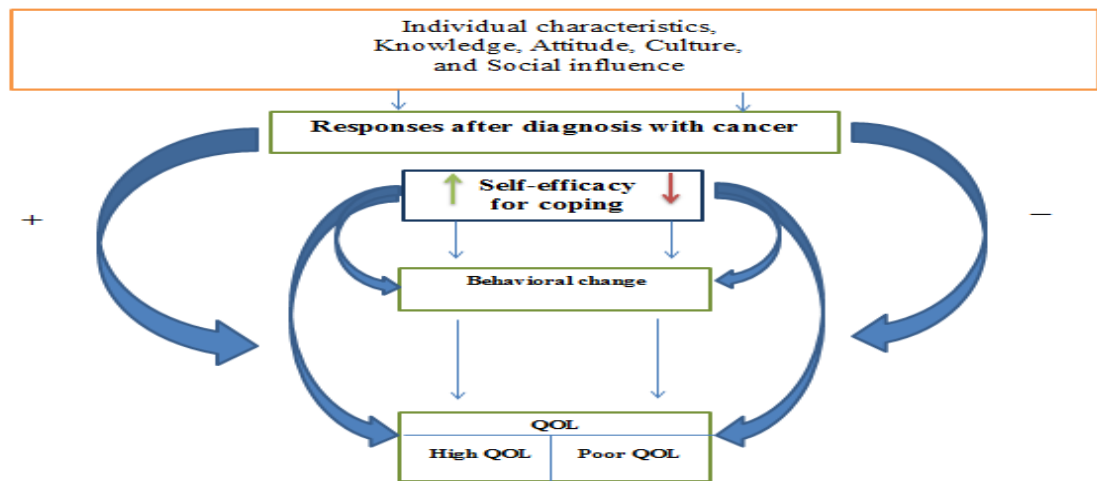 Individual characteristics,
Knowledge, Attitude, Culture,
and Social influence
Responses after diagnosis with cancer
Self-efficacy
for coping
+
–
Behavioral change
QOL
High QOL
Poor QOL